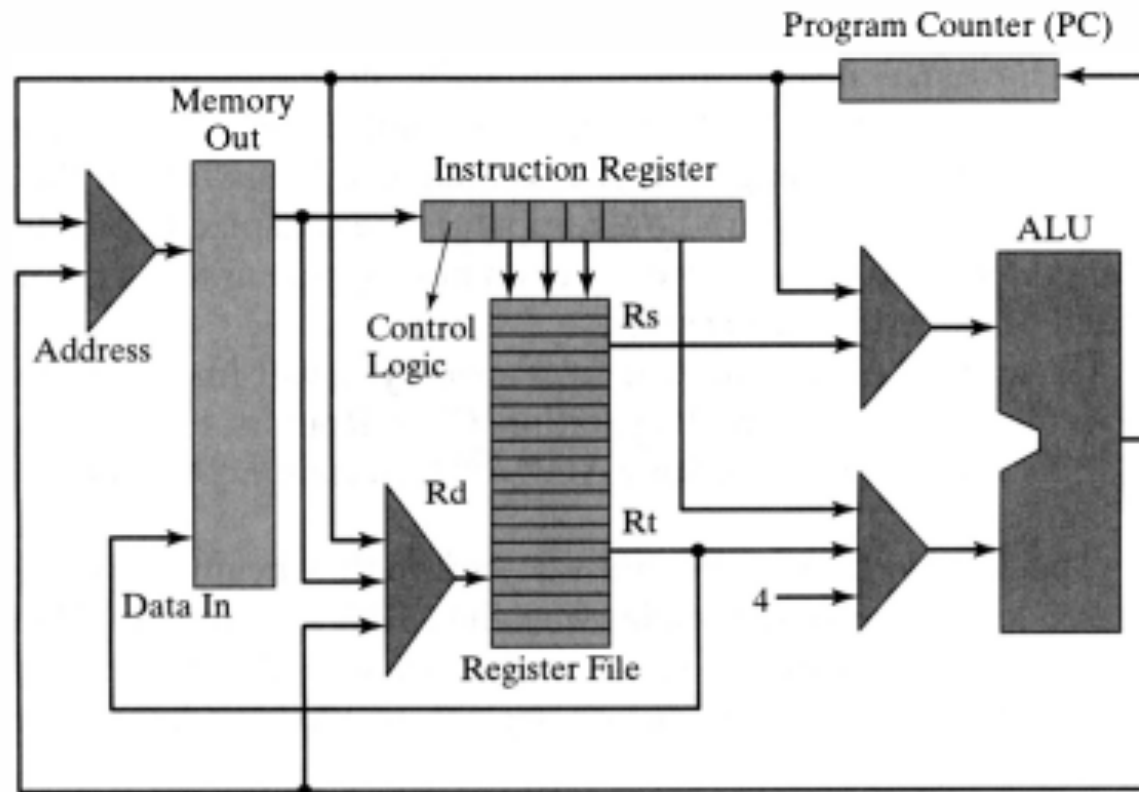 Program Counter (PC)
Memory
Out
Instruction Register
ALU
Address
Control
Logic
Rs
Rd
Rt
4
Data In
Register File